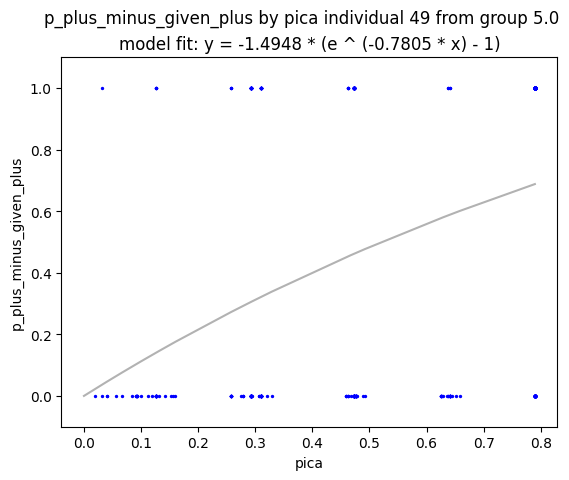 p_plus_minus_given_plus by pica individual 49 from group 5.0
model fit: y = -1.4948 * (e ^ (-0.7805 * x) - 1)
p_plus_minus_given_plus
1.0
0.8
0.6
0.4
0.2
0.0
0.0 0.1 0.2 0.3 0.4 0.5 0.6 0.7 0.8
pica